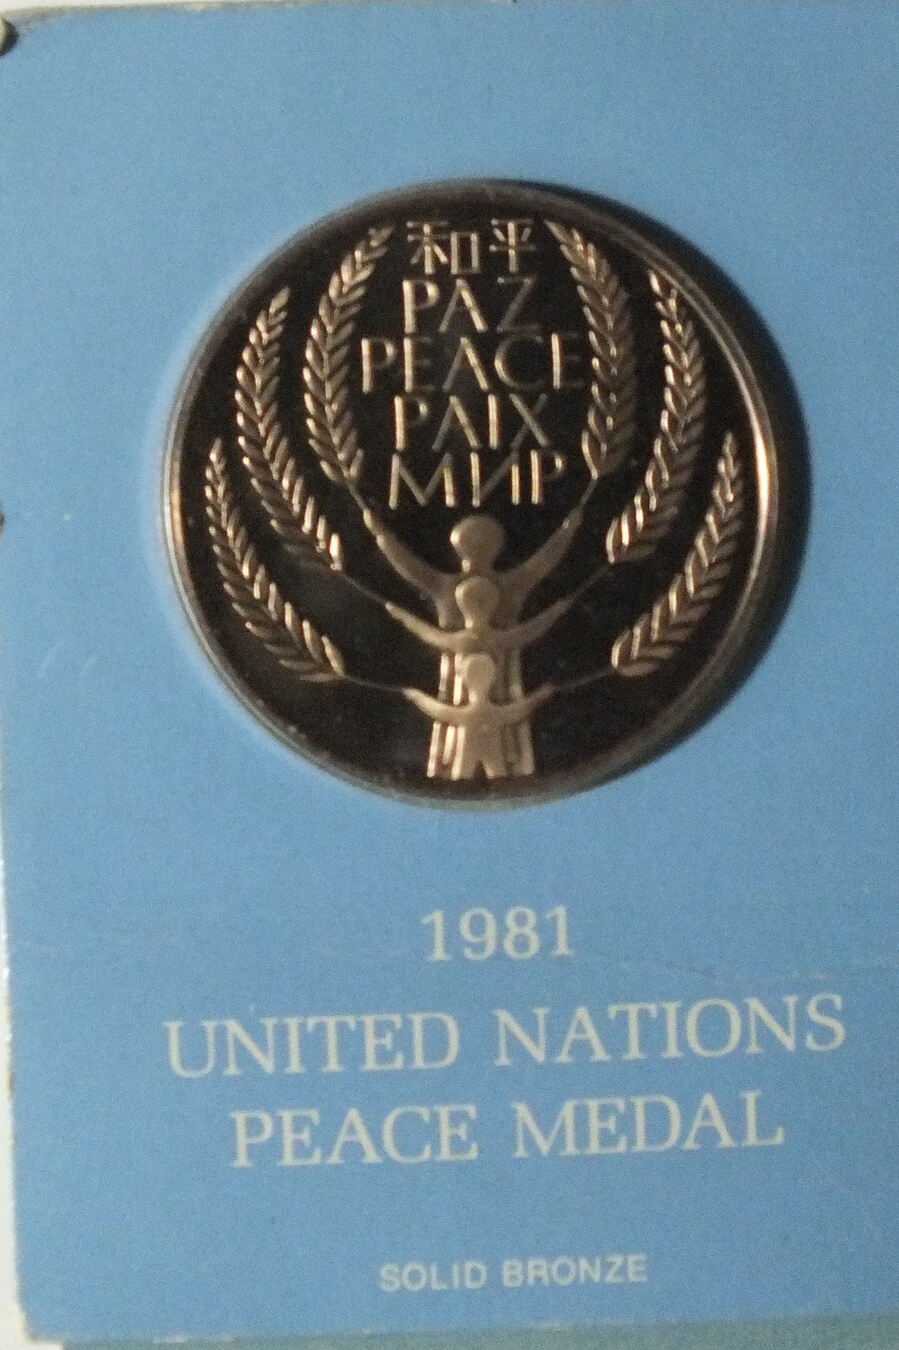 和平
PAZ
PEACE
PAIX
МИР
1981
UNITED NATIONS
PEACE MEDAL
SOLID BRONZE